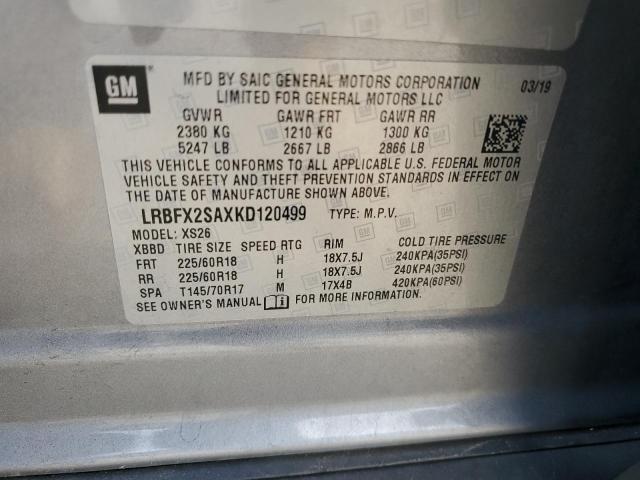 GM
MFD BY SAIC GENERAL MOTORS CORPORATION
LIMITED FOR GENERAL MOTORS LLC
03/19
GVWR GAWR FRT GAWR RR
2380 KG 1210 KG 1300 KG
5247 LB 2667 LB 2866 LB
THIS VEHICLE CONFORMS TO ALL APPLICABLE U.S. FEDERAL MOTOR
VEHICLE SAFETY AND THEFT PREVENTION STANDARDS IN EFFECT ON
THE DATE OF MANUFACTURE SHOWN ABOVE.
LRBFX2SAXKD120499 TYPE: M.P.V.
MODEL: XS26
XBBD TIRE SIZE SPEED RTG RIM COLD TIRE PRESSURE
FRT 225/60R18 H 18X7.5J 240KPA(35PSI)
RR 225/60R18 H 18X7.5J 240KPA(35PSI)
SPA T145/70R17 M 17X4B 420KPA(60PSI)
SEE OWNER'S MANUAL FOR MORE INFORMATION.